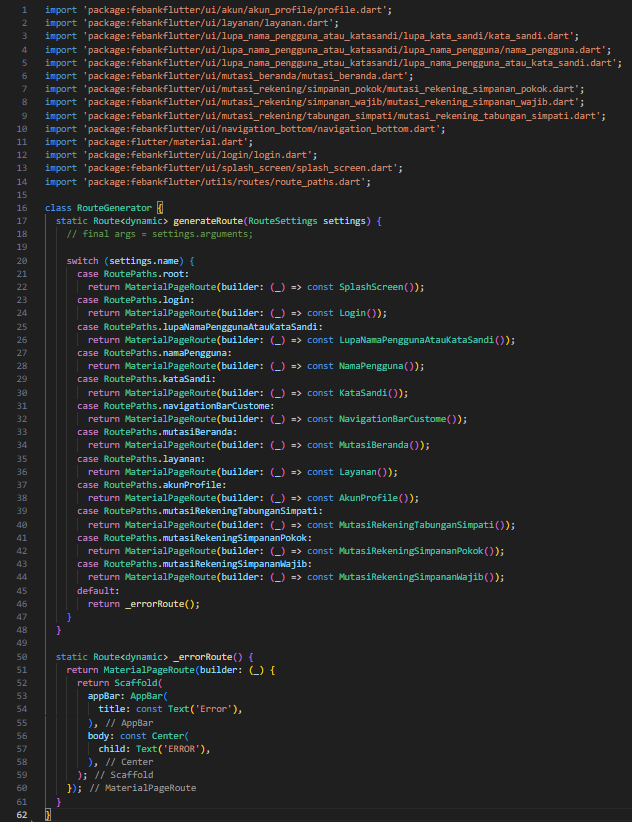 1 import 'package:febankflutter/ui/akun/akun_profile/profile.dart';
2 import 'package:febankflutter/ui/layanan/layanan.dart';
3 import 'package:febankflutter/ui/lupa_nama_pengguna_atau_katasandi/lupa_kata_sandi/kata_sandi.dart';
4 import 'package:febankflutter/ui/lupa_nama_pengguna_atau_katasandi/lupa_nama_pengguna/nama_pengguna.dart';
5 import 'package:febankflutter/ui/lupa_nama_pengguna_atau_katasandi/lupa_nama_pengguna_atau_kata_sandi.dart';
6 import 'package:febankflutter/ui/mutasi_beranda/mutasi_beranda.dart';
7 import 'package:febankflutter/ui/mutasi_rekening/simpanan_pokok/mutasi_rekening_simpanan_pokok.dart';
8 import 'package:febankflutter/ui/mutasi_rekening/simpanan_wajib/mutasi_rekening_simpanan_wajib.dart';
9 import 'package:febankflutter/ui/mutasi_rekening/tabungan_simpati/mutasi_rekening_tabungan_simpati.dart';
10 import 'package:febankflutter/ui/navigation_bottom/navigation_bottom.dart';
11 import 'package:flutter/material.dart';
12 import 'package:febankflutter/ui/login/login.dart';
13 import 'package:febankflutter/ui/splash_screen/splash_screen.dart';
14 import 'package:febankflutter/utils/routes/route_paths.dart';
15
16 class RouteGenerator {
17 static Route<dynamic> generateRoute(RouteSettings settings) {
18 // final args = settings.arguments;
19
20 switch (settings.name) {
21 case RoutePaths.root:
22 return MaterialPageRoute(builder: (_) => const SplashScreen());
23 case RoutePaths.login:
24 return MaterialPageRoute(builder: (_) => const Login());
25 case RoutePaths.lupaNamaPenggunaAtauKataSandi:
26 return MaterialPageRoute(builder: (_) => const LupaNamaPenggunaAtauKataSandi());
27 case RoutePaths.namaPengguna:
28 return MaterialPageRoute(builder: (_) => const NamaPengguna());
29 case RoutePaths.kataSandi:
30 return MaterialPageRoute(builder: (_) => const KataSandi());
31 case RoutePaths.navigationBarCustome:
32 return MaterialPageRoute(builder: (_) => const NavigationBarCustome());
33 case RoutePaths.mutasiBeranda:
34 return MaterialPageRoute(builder: (_) => const MutasiBeranda());
35 case RoutePaths.layanan:
36 return MaterialPageRoute(builder: (_) => const Layanan());
37 case RoutePaths.akunProfile:
38 return MaterialPageRoute(builder: (_) => const AkunProfile());
39 case RoutePaths.mutasiRekeningTabunganSimpati:
40 return MaterialPageRoute(builder: (_) => const MutasiRekeningTabunganSimpati());
41 case RoutePaths.mutasiRekeningSimpananPokok:
42 return MaterialPageRoute(builder: (_) => const MutasiRekeningSimpananPokok());
43 case RoutePaths.mutasiRekeningSimpananWajib:
44 return MaterialPageRoute(builder: (_) => const MutasiRekeningSimpananWajib());
45 default:
46 return _errorRoute();
47 }
48 }
49
50 static Route<dynamic> _errorRoute() {
51 return MaterialPageRoute(builder: (_) {
52 return Scaffold(
53 appBar: AppBar(
54 title: const Text('Error'),
55 ), // AppBar
56 body: const Center(
57 child: Text('ERROR'),
58 ), // Center
59 ); // Scaffold
60 }); // MaterialPageRoute
61 }
62 }